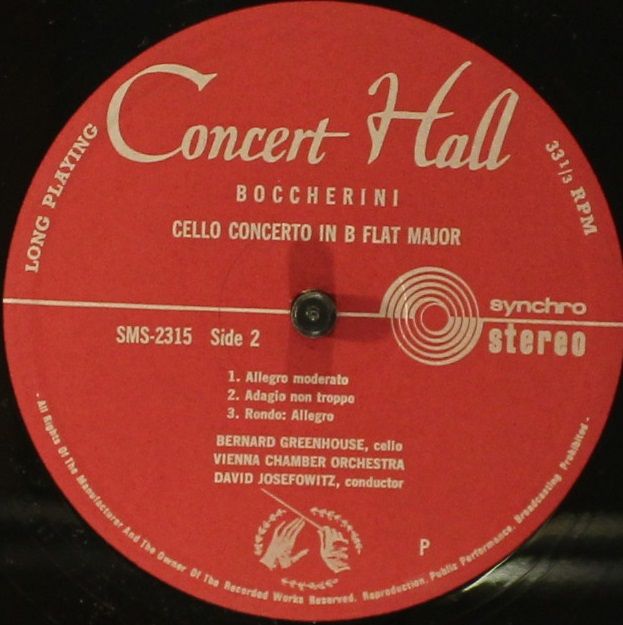 Concert Hall
LONG PLAYING
33 1/3 RPM
BOCCHERINI
CELLO CONCERTO IN B FLAT MAJOR
synchro
stereo
SMS-2315 Side 2
1. Allegro moderato
2. Adagio non troppo
3. Rondo: Allegro
BERNARD GREENHOUSE, cello
VIENNA CHAMBER ORCHESTRA
DAVID JOSEFOWITZ, conductor
P
- All Rights Of The Manufacturer And The Owner Of The Recorded Works Reserved. Reproduction, Public Performance, Broadcasting Prohibited -